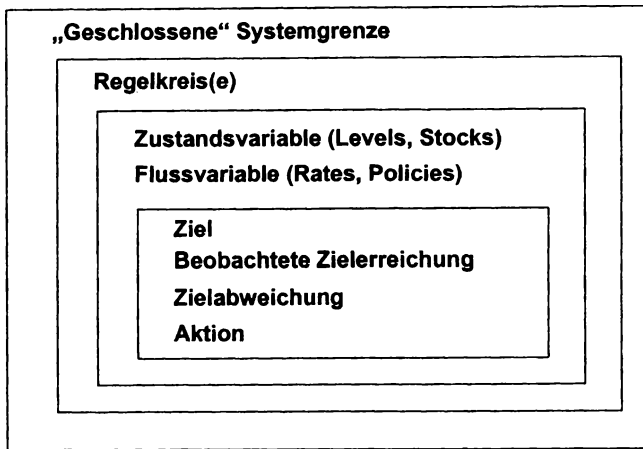 „Geschlossene“ Systemgrenze
Regelkreis(e)
Zustandsvariable (Levels, Stocks)
Flussvariable (Rates, Policies)
Ziel
Beobachtete Zielerreichung
Zielabweichung
Aktion